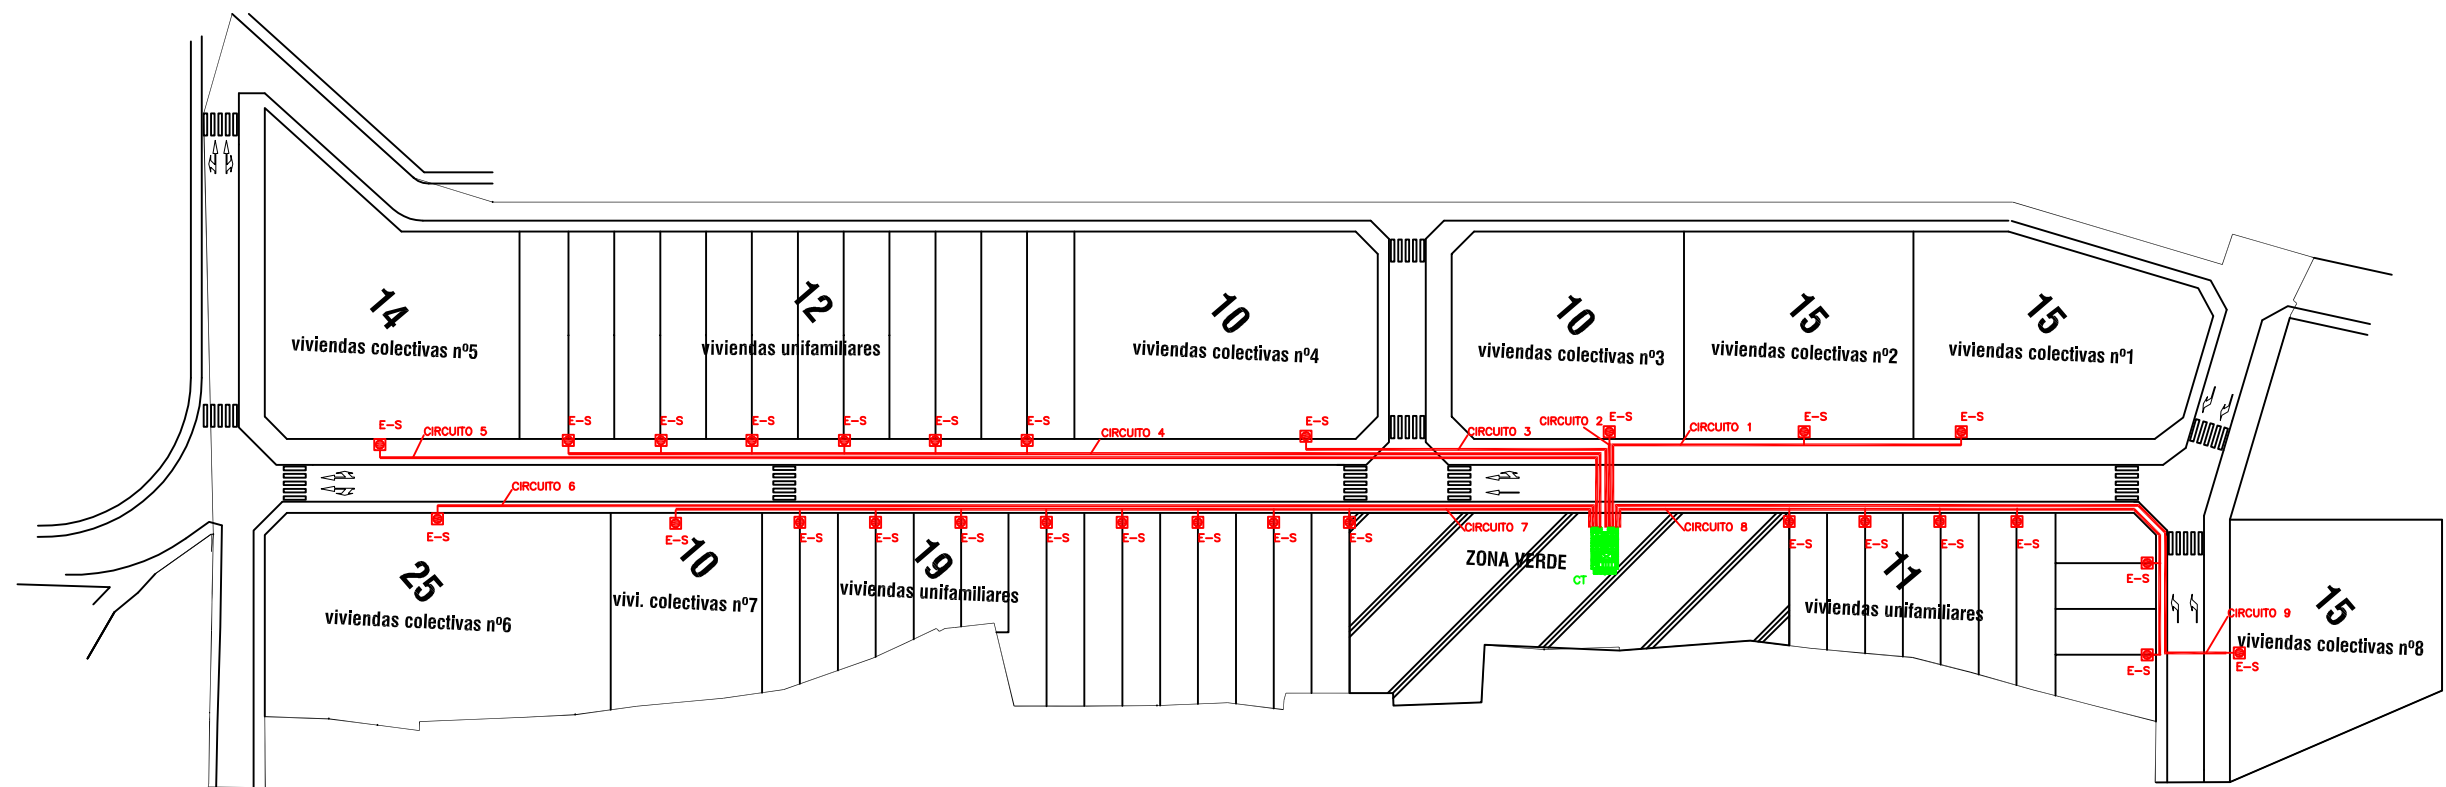 14
viviendas colectivas nº5
12
viviendas unifamiliares
10
viviendas colectivas nº4
10
viviendas colectivas nº3
15
viviendas colectivas nº2
15
viviendas colectivas nº1
E-S
E-S
E-S
E-S
E-S
E-S
E-S
E-S
E-S
E-S
E-S
CIRCUITO 5
CIRCUITO 4
CIRCUITO 3
CIRCUITO 2
CIRCUITO 1
CIRCUITO 6
CIRCUITO 7
CIRCUITO 8
E-S
E-S
E-S
E-S
E-S
E-S
E-S
E-S
E-S
E-S
E-S
E-S
E-S
E-S
25
viviendas colectivas nº6
10
vivi. colectivas nº7
19
viviendas unifamiliares
ZONA VERDE
CT
11
viviendas unifamiliares
E-S
CIRCUITO 9
15
viviendas colectivas nº8
E-S
E-S